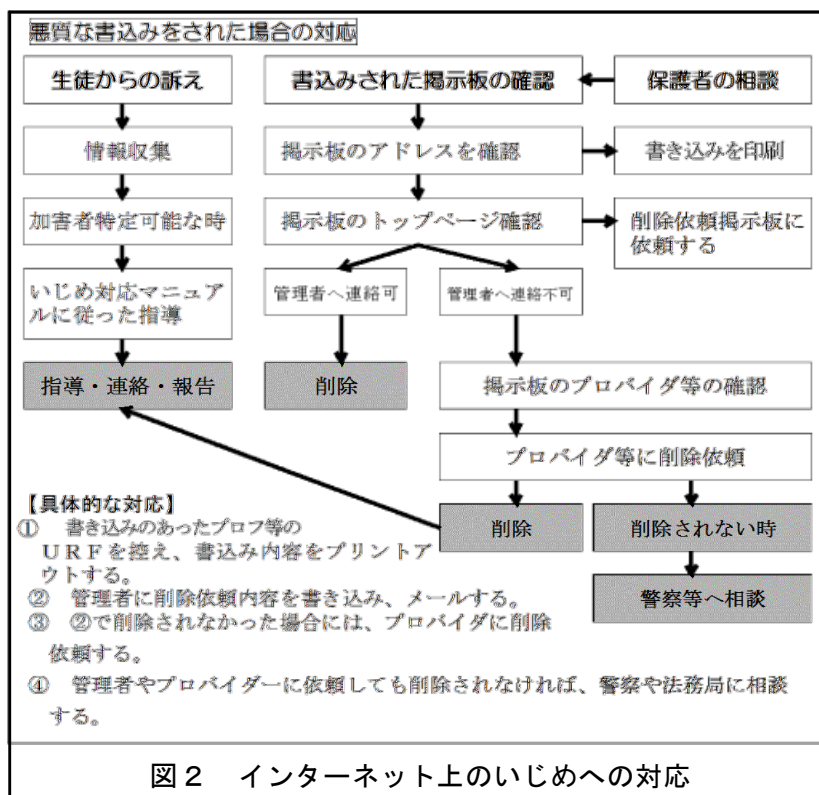 悪質な書込みをされた場合の対応
生徒からの訴え
書込みされた掲示板の確認
保護者の相談
情報収集
掲示板のアドレスを確認
書き込みを印刷
加害者特定可能な時
掲示板のトップページ確認
削除依頼掲示板に
依頼する
いじめ対応マニュア
ルに従った指導
管理者へ連絡可
管理者へ連絡不可
指導・連絡・報告
削除
掲示板のプロバイダ等の確認
プロバイダ等に削除依頼
削除
削除されない時
警察等へ相談
【具体的な対応】
① 書き込みのあったプロフ等の
ＵＲＦを控え、書込み内容をプリントア
ウトする。
② 管理者に削除依頼内容を書き込み、メールする。
③ ②で削除されなかった場合には、プロバイダに削除
依頼する。
④ 管理者やプロバイダーに依頼しても削除されなければ、警察や法務局に相談
する。
図２ インターネット上のいじめへの対応